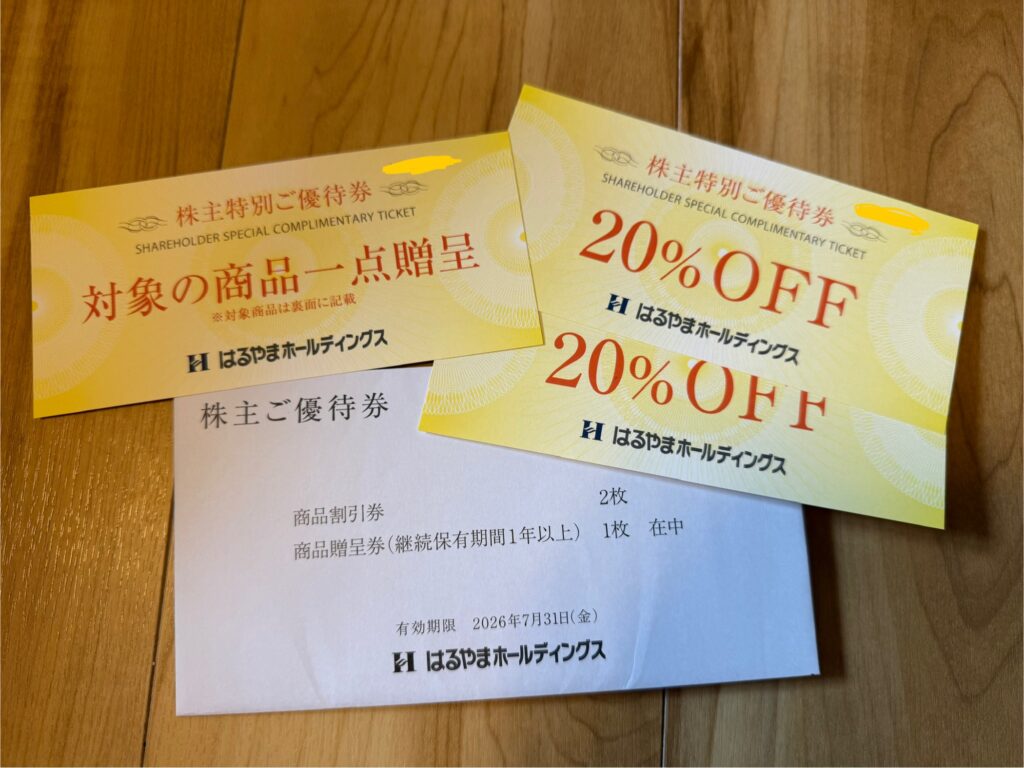 株主特別ご優待券
SHAREHOLDER SPECIAL COMPLIMENTARY TICKET
対象の商品一点贈呈
※対象商品は裏面に記載
はるやまホールディングス
株主特別ご優待券
SHAREHOLDER SPECIAL COMPLIMENTARY TICKET
20%OFF
はるやまホールディングス
20%OFF
はるやまホールディングス
株主ご優待券
商品割引券 2枚
商品贈呈券(継続保有期間1年以上) 1枚 在中
有効期限 2026年7月31日(金)
はるやまホールディングス